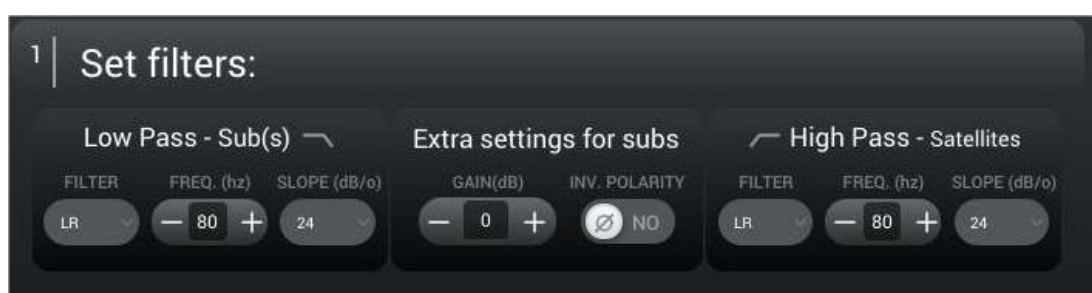 1 Set filters:
Low Pass - Sub(s)
FILTER FREQ. (hz) SLOPE (dB/o)
LR — 80 + 24
Extra settings for subs
GAIN(dB) INV. POLARITY
— 0 + Ø NO
High Pass - Satellites
FILTER FREQ. (hz) SLOPE (dB/o)
LR — 80 + 24